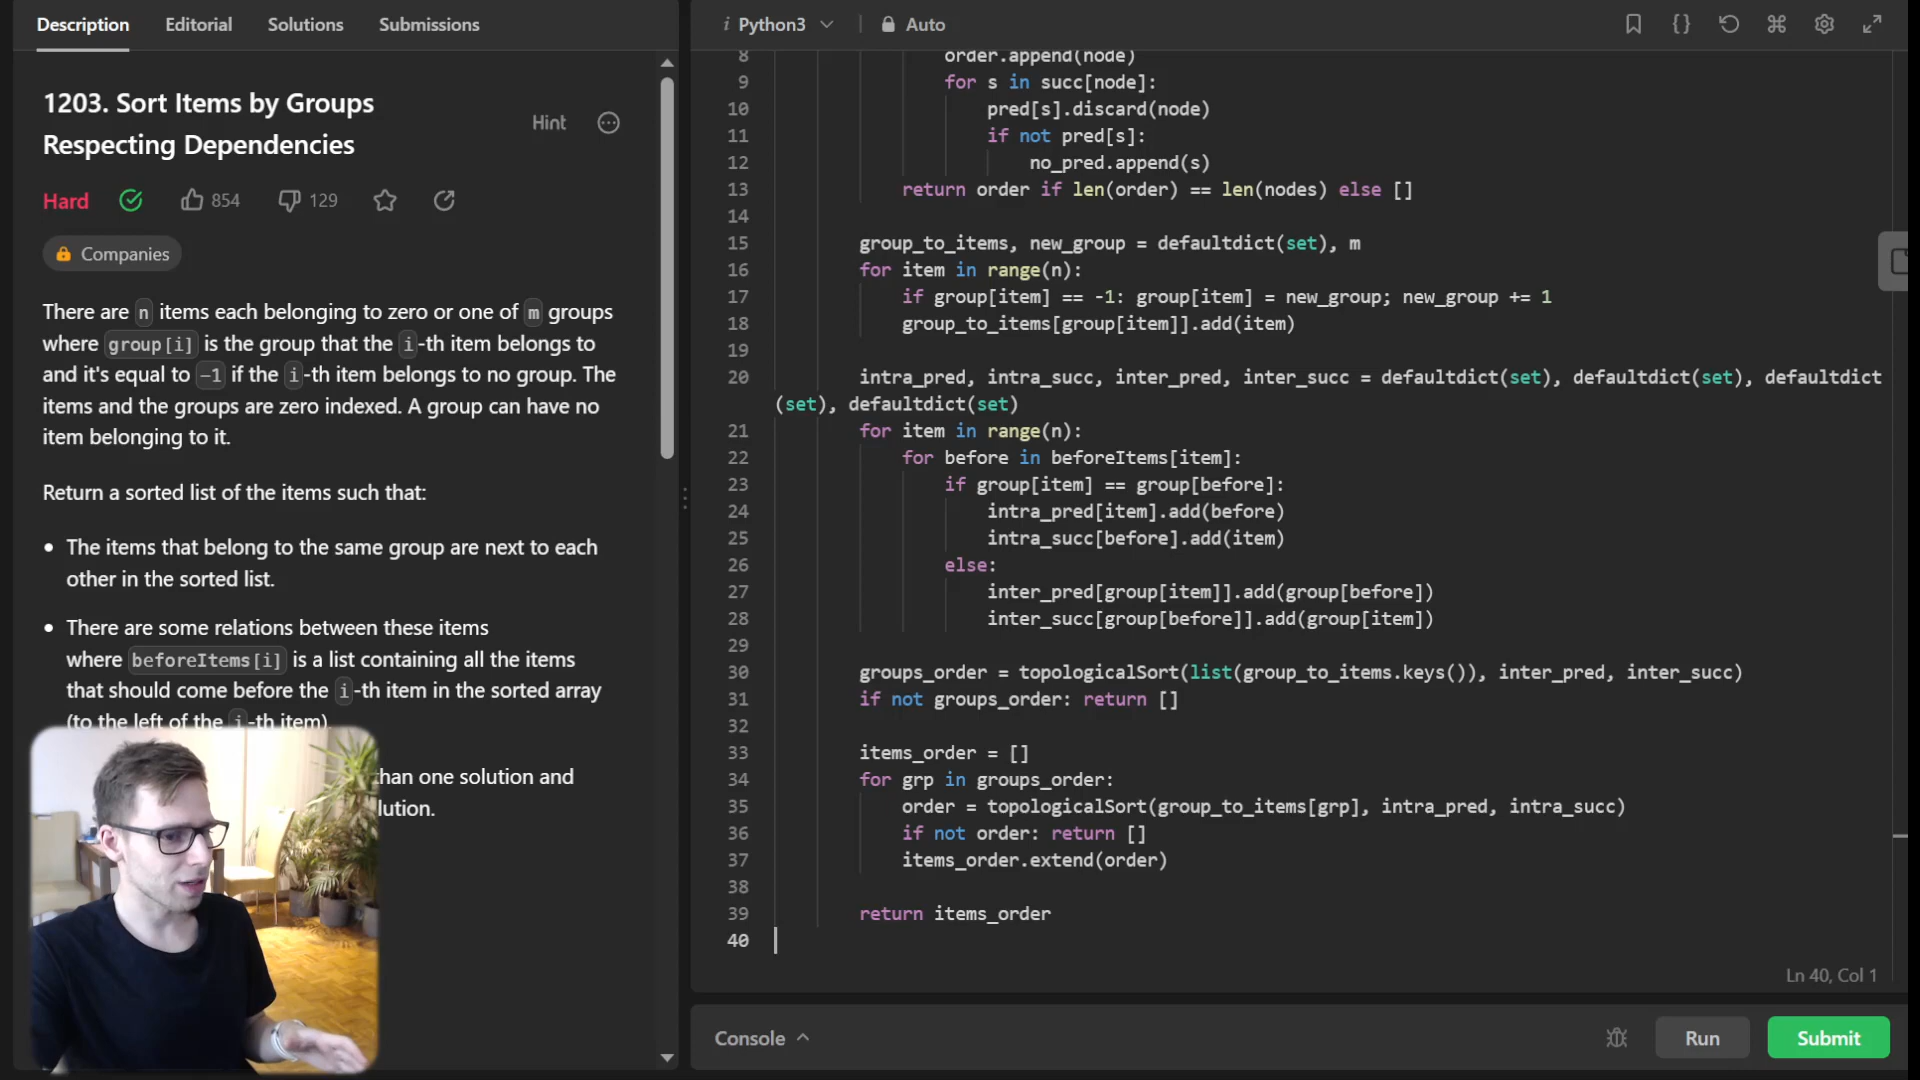 Description Editorial Solutions Submissions
1203. Sort Items by Groups
Respecting Dependencies
Hint
Hard 854 129
Companies
There are n items each belonging to zero or one of m groups
where group[i] is the group that the i-th item belongs to
and it's equal to -1 if the i-th item belongs to no group. The
items and the groups are zero indexed. A group can have no
item belonging to it.
Return a sorted list of the items such that:
• The items that belong to the same group are next to each
other in the sorted list.
• There are some relations between these items
where beforeItems[i] is a list containing all the items
that should come before the i-th item in the sorted array
(to the left of the i-th item).
han one solution and
lution.
i Python3 Auto
8 order.append(node)
9 for s in succ[node]:
10 pred[s].discard(node)
11 if not pred[s]:
12 no_pred.append(s)
13 return order if len(order) == len(nodes) else []
14
15 group_to_items, new_group = defaultdict(set), m
16 for item in range(n):
17 if group[item] == -1: group[item] = new_group; new_group += 1
18 group_to_items[group[item]].add(item)
19
20 intra_pred, intra_succ, inter_pred, inter_succ = defaultdict(set), defaultdict(set), defaultdict
(set), defaultdict(set)
21 for item in range(n):
22 for before in beforeItems[item]:
23 if group[item] == group[before]:
24 intra_pred[item].add(before)
25 intra_succ[before].add(item)
26 else:
27 inter_pred[group[item]].add(group[before])
28 inter_succ[group[before]].add(group[item])
29
30 groups_order = topologicalSort(list(group_to_items.keys()), inter_pred, inter_succ)
31 if not groups_order: return []
32
33 items_order = []
34 for grp in groups_order:
35 order = topologicalSort(group_to_items[grp], intra_pred, intra_succ)
36 if not order: return []
37 items_order.extend(order)
38
39 return items_order
40
Ln 40, Col 1
Console Run Submit